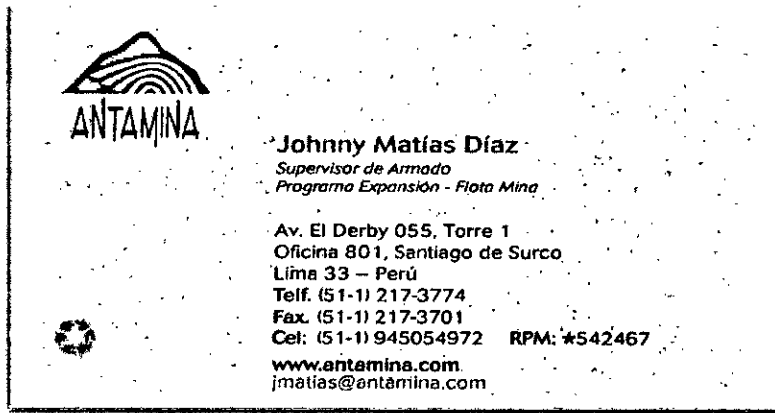 ANTAMINA
Johnny Matías Díaz
Supervisor de Armado
Programa Expansión - Flota Mina
Av. El Derby 055, Torre 1
Oficina 801, Santiago de Surco
Lima 33 – Perú
Telf. (51-1) 217-3774
Fax. (51-1) 217-3701
Cel: (51-1) 945054972 RPM: *542467
www.antamina.com
jmatias@antamina.com